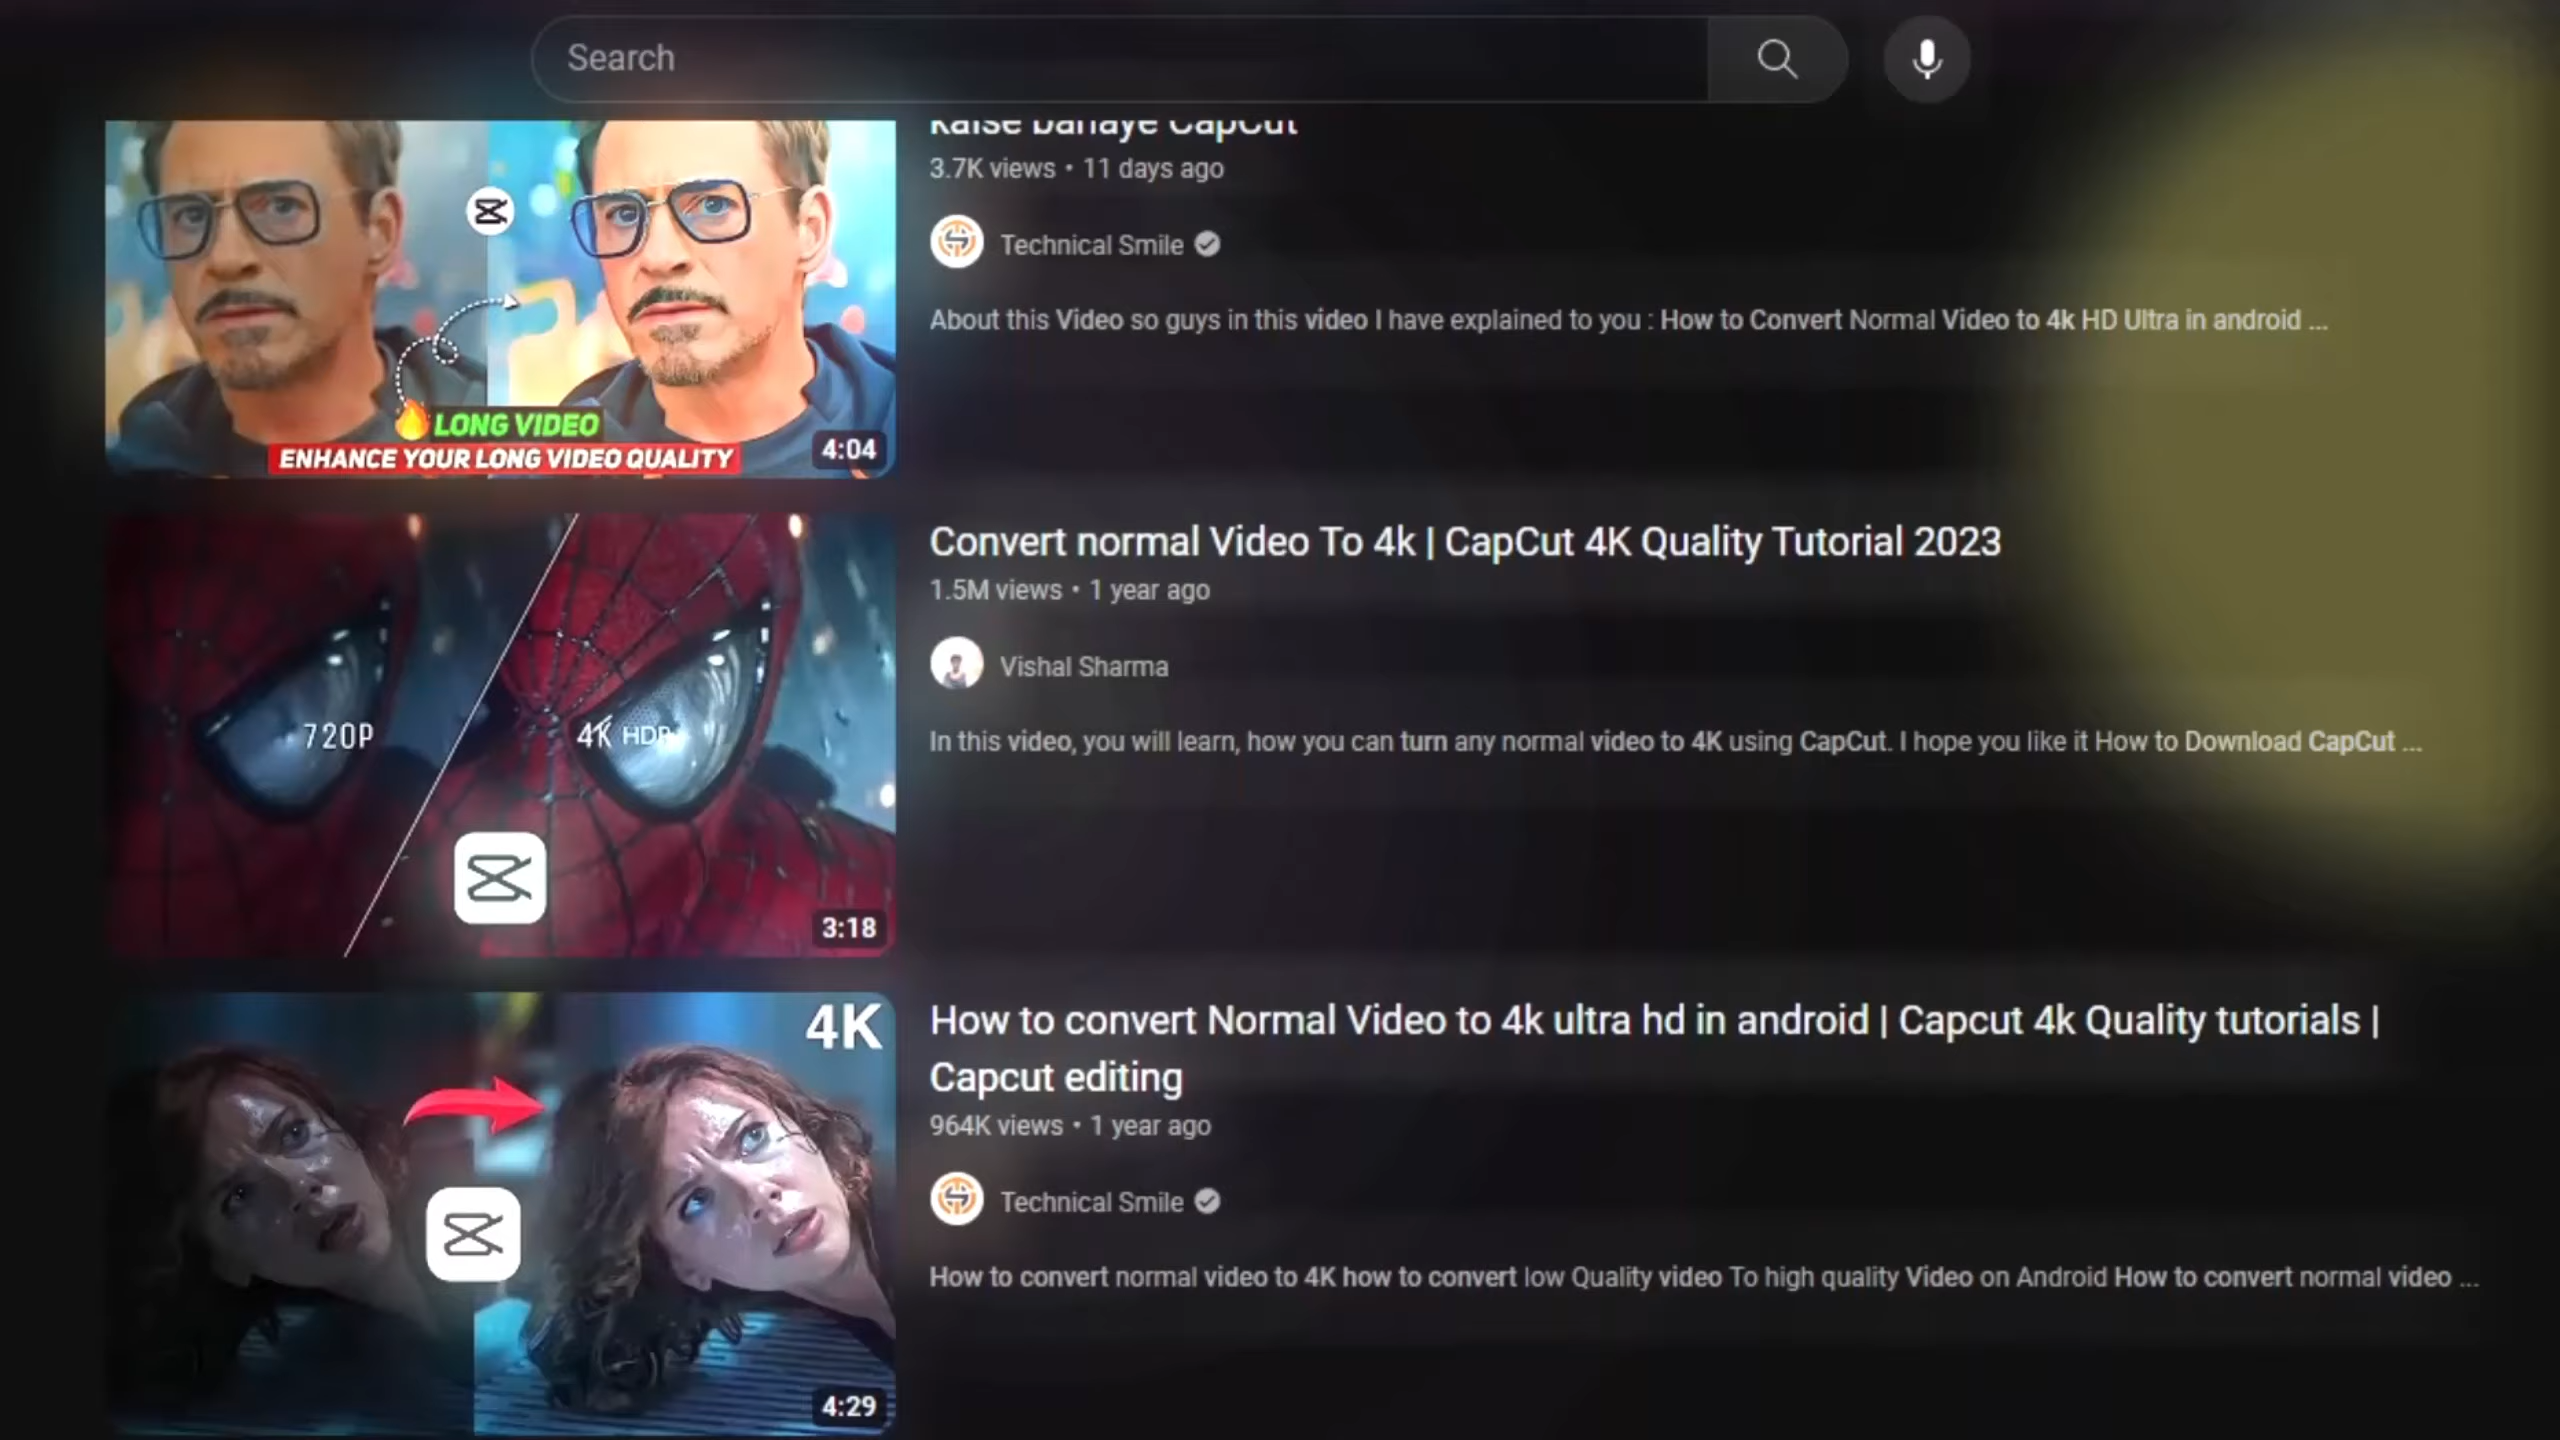 Search
Kaise banaye CapCut
3.7K views • 11 days ago
Technical Smile
About this Video so guys in this video I have explained to you : How to Convert Normal Video to 4k HD Ultra in android ...
LONG VIDEO
ENHANCE YOUR LONG VIDEO QUALITY
4:04
Convert normal Video To 4k | CapCut 4K Quality Tutorial 2023
1.5M views • 1 year ago
Vishal Sharma
In this video, you will learn, how you can turn any normal video to 4K using CapCut. I hope you like it How to Download CapCut ...
720P
4K HDR
3:18
How to convert Normal Video to 4k ultra hd in android | Capcut 4k Quality tutorials |
Capcut editing
964K views • 1 year ago
Technical Smile
How to convert normal video to 4K how to convert low Quality video To high quality Video on Android How to convert normal video ...
4K
4:29